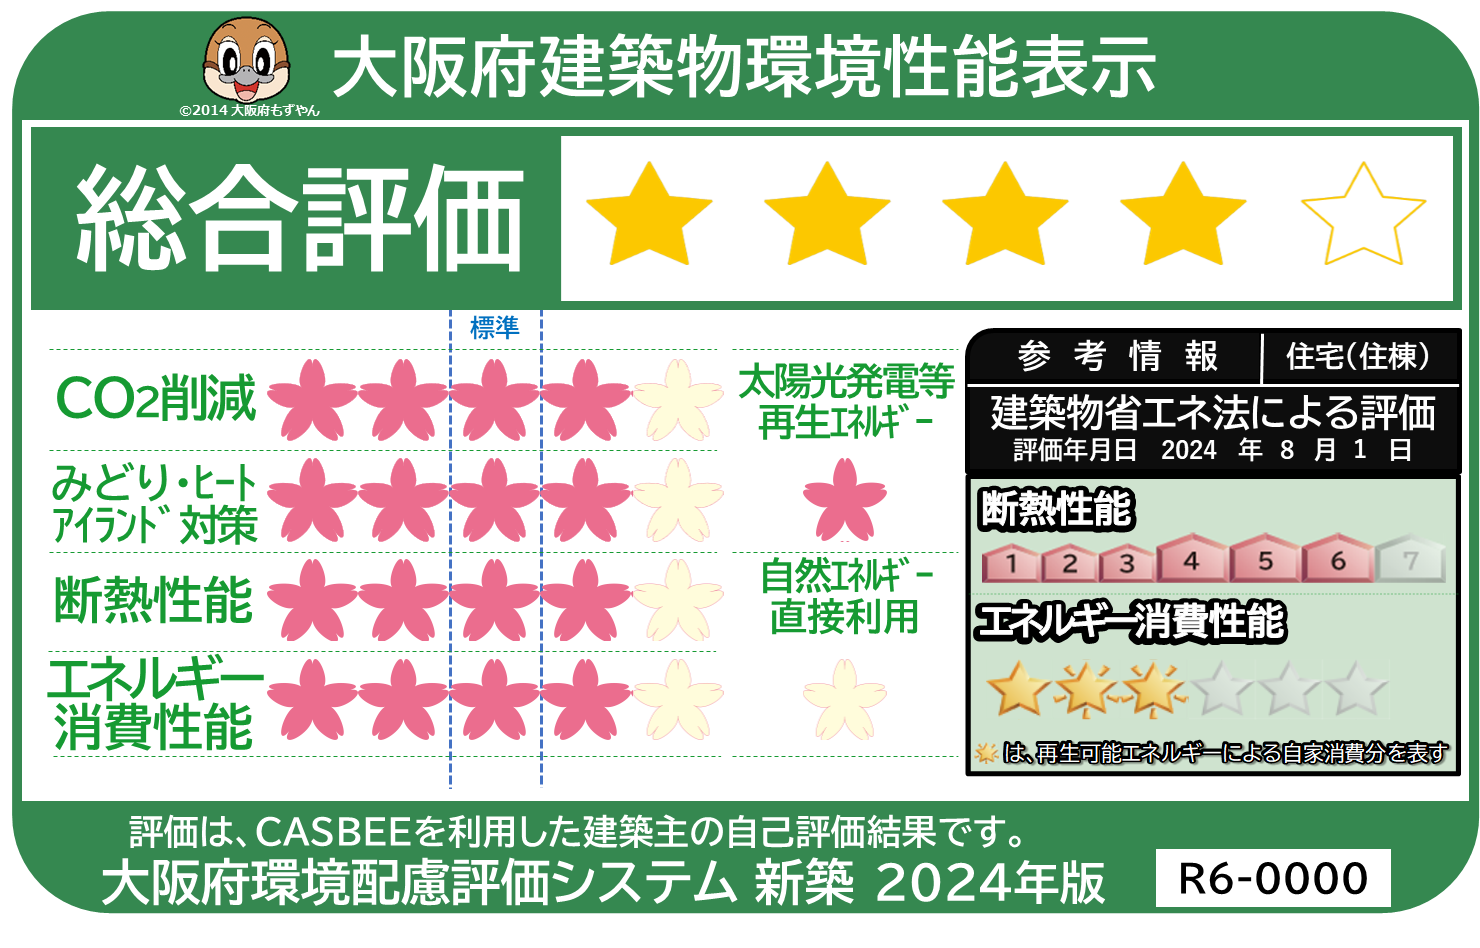 大阪府建築物環境性能表示
©2014 大阪府もずやん
総合評価
標準
CO2削減
みどり・ﾋｰﾄ
ｱｲﾗﾝﾄﾞ対策
断熱性能
エネルギー
消費性能
太陽光発電等
再生ｴﾈﾙｷﾞｰ
自然ｴﾈﾙｷﾞｰ
直接利用
参考情報 住宅(住棟)
建築物省エネ法による評価
評価年月日 2024 年 8 月 1 日
断熱性能
1 2 3 4 5 6 7
エネルギー消費性能
は、再生可能エネルギーによる自家消費分を表す
評価は、CASBEEを利用した建築主の自己評価結果です。
大阪府環境配慮評価システム 新築 2024年版
R6-0000